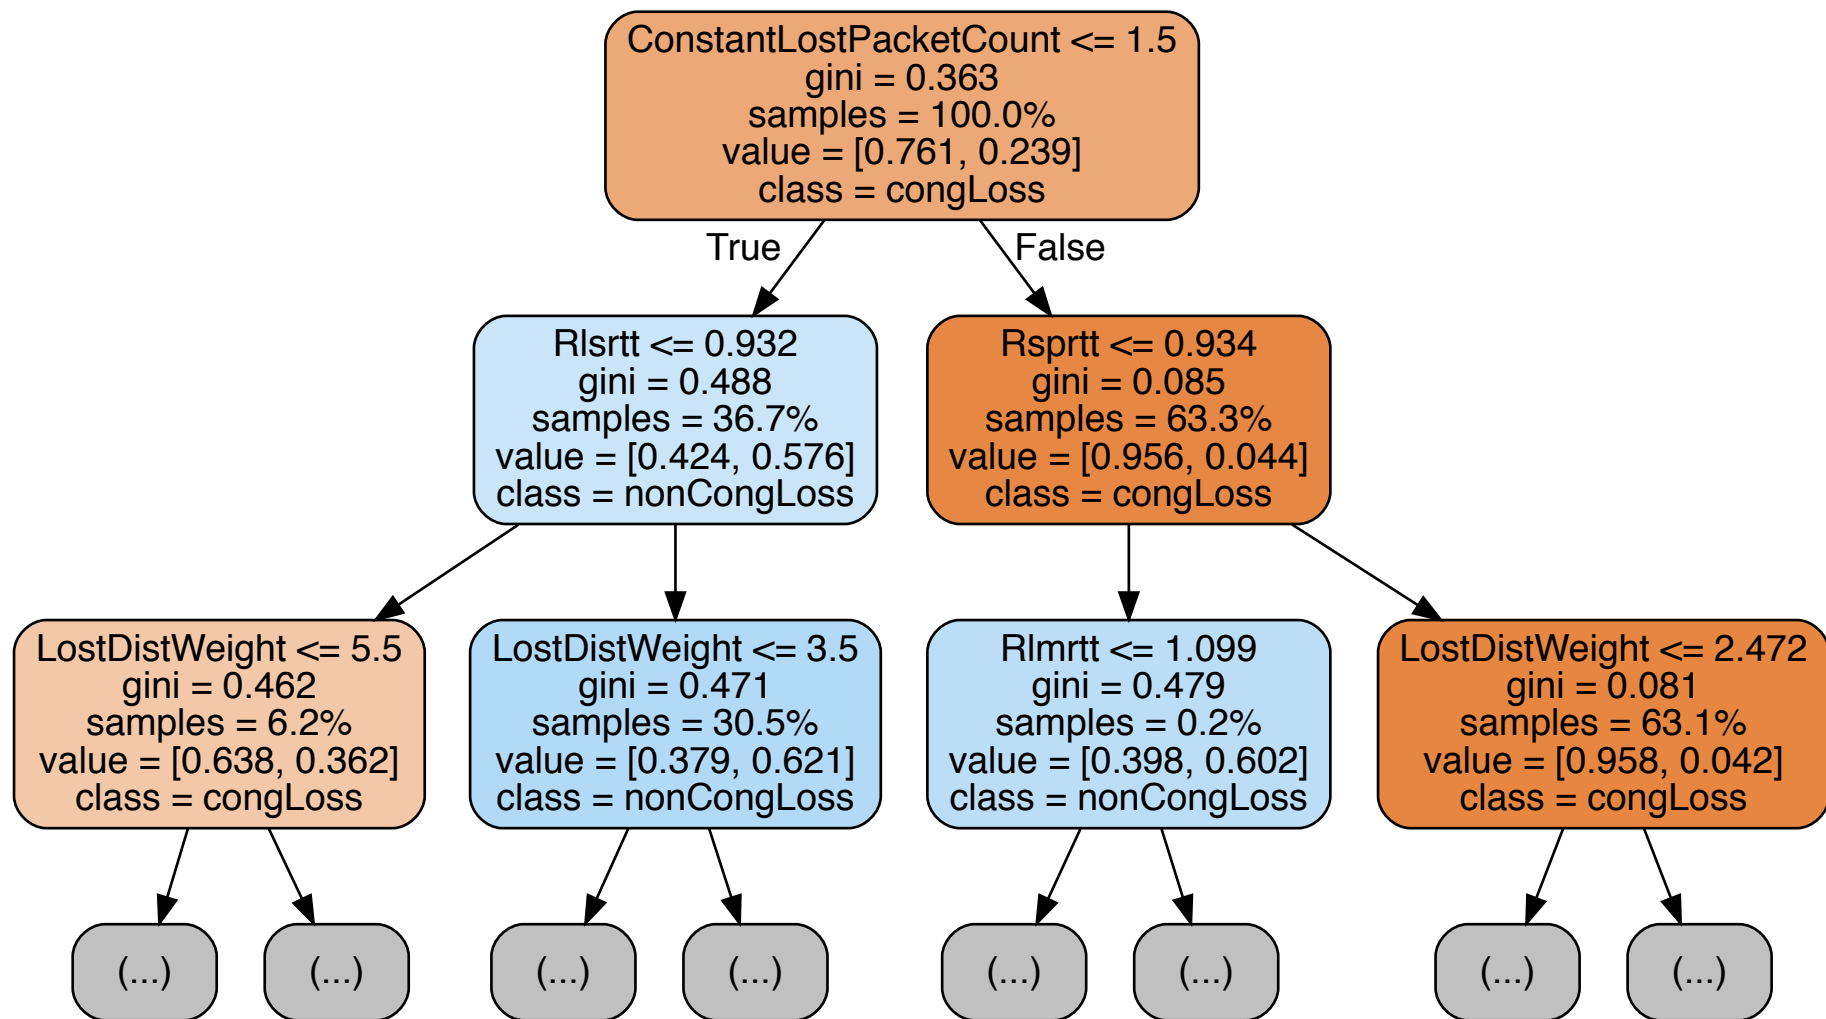 ConstantLostPacketCount <= 1.5
gini = 0.363
samples = 100.0%
value = [0.761, 0.239]
class = congLoss
True
False
Rlsrtt <= 0.932
gini = 0.488
samples = 36.7%
value = [0.424, 0.576]
class = nonCongLoss
Rsprtt <= 0.934
gini = 0.085
samples = 63.3%
value = [0.956, 0.044]
class = congLoss
LostDistWeight <= 5.5
gini = 0.462
samples = 6.2%
value = [0.638, 0.362]
class = congLoss
LostDistWeight <= 3.5
gini = 0.471
samples = 30.5%
value = [0.379, 0.621]
class = nonCongLoss
Rlmrtt <= 1.099
gini = 0.479
samples = 0.2%
value = [0.398, 0.602]
class = nonCongLoss
LostDistWeight <= 2.472
gini = 0.081
samples = 63.1%
value = [0.958, 0.042]
class = congLoss
(...)
(...)
(...)
(...)
(...)
(...)
(...)
(...)